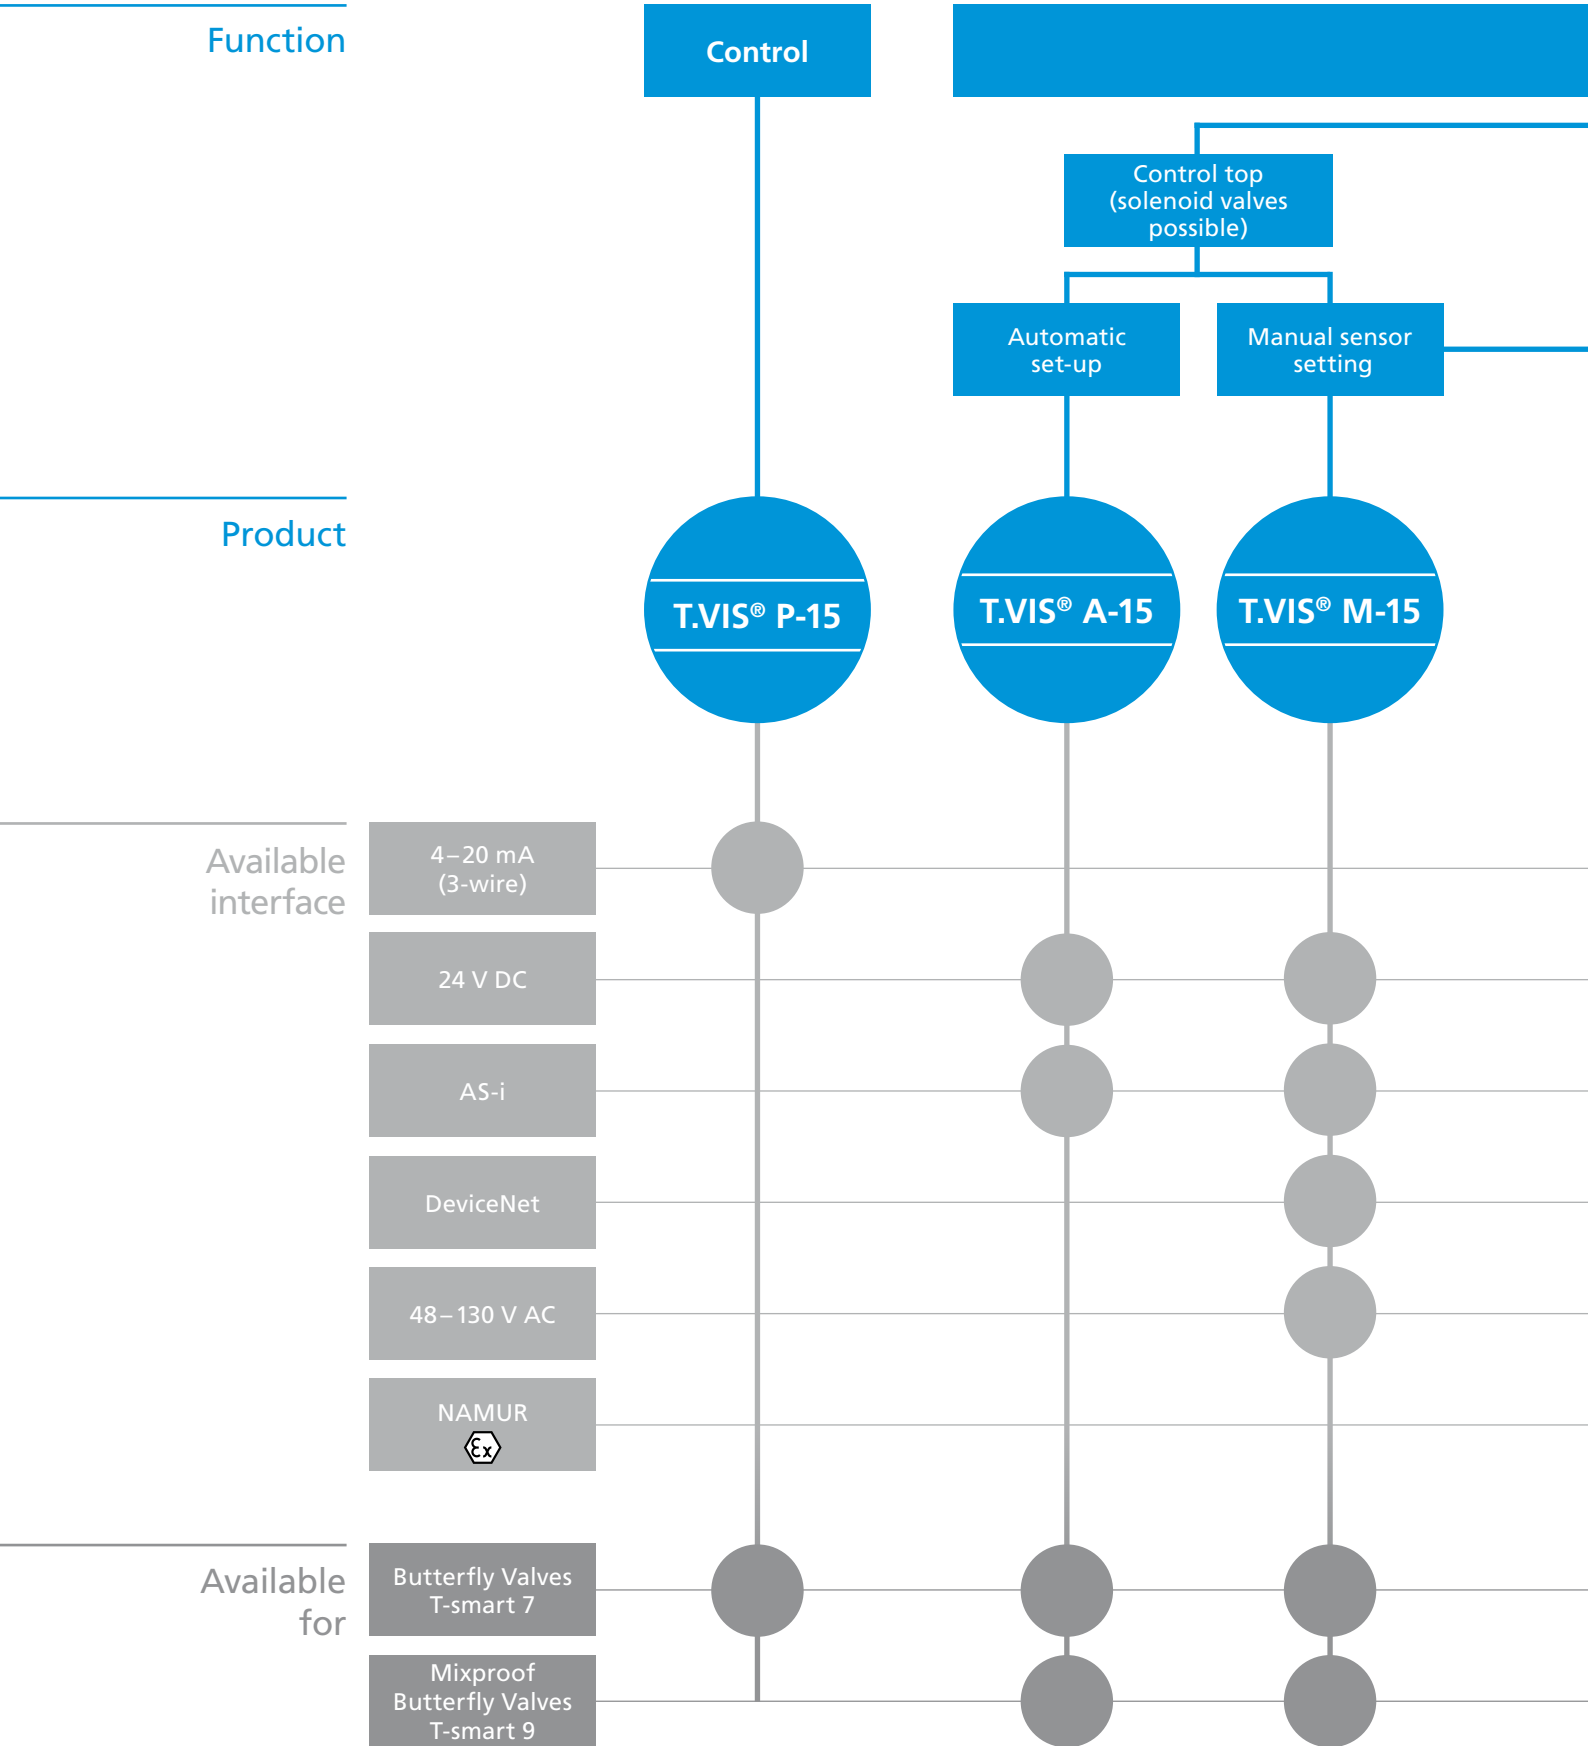 Function
Control
Control top
(solenoid valves
possible)
Automatic
set-up
Manual sensor
setting
Product
T.VIS® P-15
T.VIS® A-15
T.VIS® M-15
Available
interface
4–20 mA
(3-wire)
24 V DC
AS-i
DeviceNet
48–130 V AC
NAMUR
Ex
Available
for
Butterfly Valves
T-smart 7
Mixproof
Butterfly Valves
T-smart 9